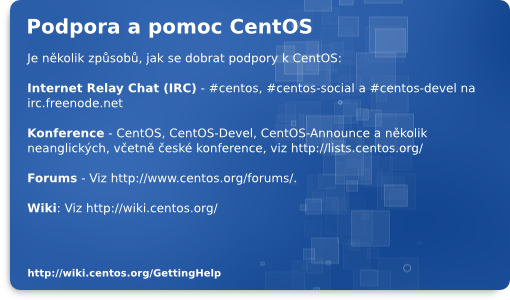 Podpora a pomoc CentOS
Je několik způsobů, jak se dobrat podpory k CentOS:
Internet Relay Chat (IRC) - #centos, #centos-social a #centos-devel na
irc.freenode.net
Konference - CentOS, CentOS-Devel, CentOS-Announce a několik
neanglických, včetně české konference, viz http://lists.centos.org/
Forums - Viz http://www.centos.org/forums/.
Wiki: Viz http://wiki.centos.org/
http://wiki.centos.org/GettingHelp